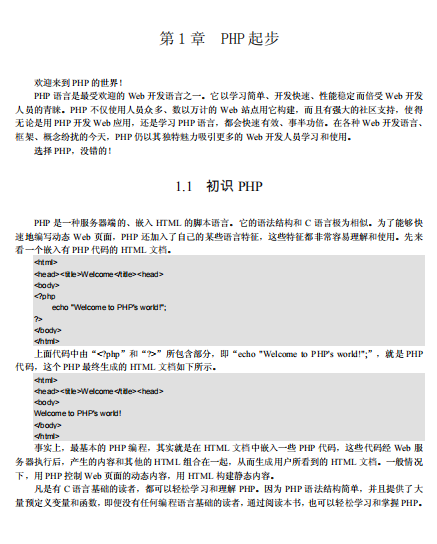 第 1 章 PHP 起步
欢迎来到 PHP 的世界！
PHP 语言是最受欢迎的 Web 开发语言之一。它以学习简单、开发快速、性能稳定而倍受 Web 开发
人员的青睐。PHP 不仅使用人员众多、数以万计的 Web 站点用它构建，而且有强大的社区支持，使得
无论是用 PHP 开发 Web 应用，还是学习 PHP 语言，都会快速有效、事半功倍。在各种 Web 开发语言、
框架、概念纷扰的今天，PHP 仍以其独特魅力吸引更多的 Web 开发人员学习和使用。
选择 PHP，没错的！
1.1 初识 PHP
PHP 是一种服务器端的、嵌入 HTML 的脚本语言。它的语法结构和 C 语言极为相似。为了能够快
速地编写动态 Web 页面，PHP 还加入了自己的某些语言特征，这些特征都非常容易理解和使用。先来
看一个嵌入有 PHP 代码的 HTML 文档。
<html>
<head><title>Welcome</title><head>
<body>
<?php
echo "Welcome to PHP's world!";
?>
</body>
</html>
上面代码中由“<?php”和“?>”所包含部分，即“echo "Welcome to PHP's world!";”，就是 PHP
代码，这个 PHP 最终生成的 HTML 文档如下所示。
<html>
<head><title>Welcome</title><head>
<body>
Welcome to PHP's world!
</body>
</html>
事实上，最基本的 PHP 编程，其实就是在 HTML 文档中嵌入一些 PHP 代码，这些代码经 Web 服
务器执行后，产生的内容和其他的 HTML 组合在一起，从而生成用户所看到的 HTML 文档。一般情况
下，用 PHP 控制 Web 页面的动态内容，用 HTML 构建静态内容。
凡是有 C 语言基础的读者，都可以轻松学习和理解 PHP。因为 PHP 语法结构简单，并且提供了大
量预定义变量和函数，即便没有任何编程语言基础的读者，通过阅读本书，也可以轻松学习和掌握 PHP。